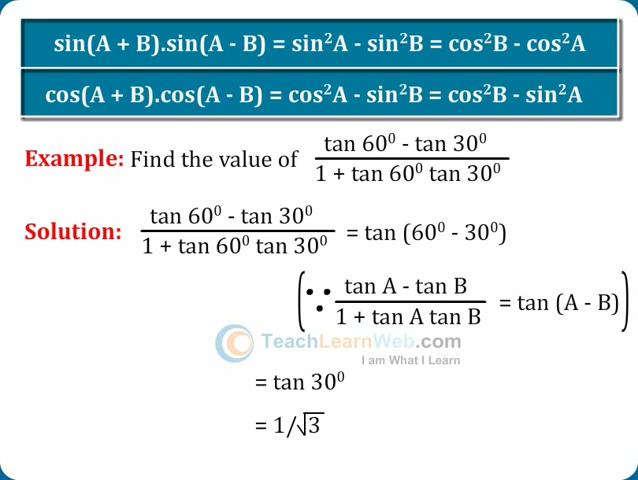 sin(A + B).sin(A - B) = sin²A - sin²B = cos²B - cos²A
cos(A + B).cos(A - B) = cos²A - sin²B = cos²B - sin²A
Example: Find the value of (tan 60⁰ - tan 30⁰)/(1 + tan 60⁰ tan 30⁰)
Solution: (tan 60⁰ - tan 30⁰)/(1 + tan 60⁰ tan 30⁰) = tan (60⁰ - 30⁰)
(∵ (tan A - tan B)/(1 + tan A tan B) = tan (A - B))
TeachLearnWeb.com
I am What I Learn
= tan 30⁰
= 1/√3